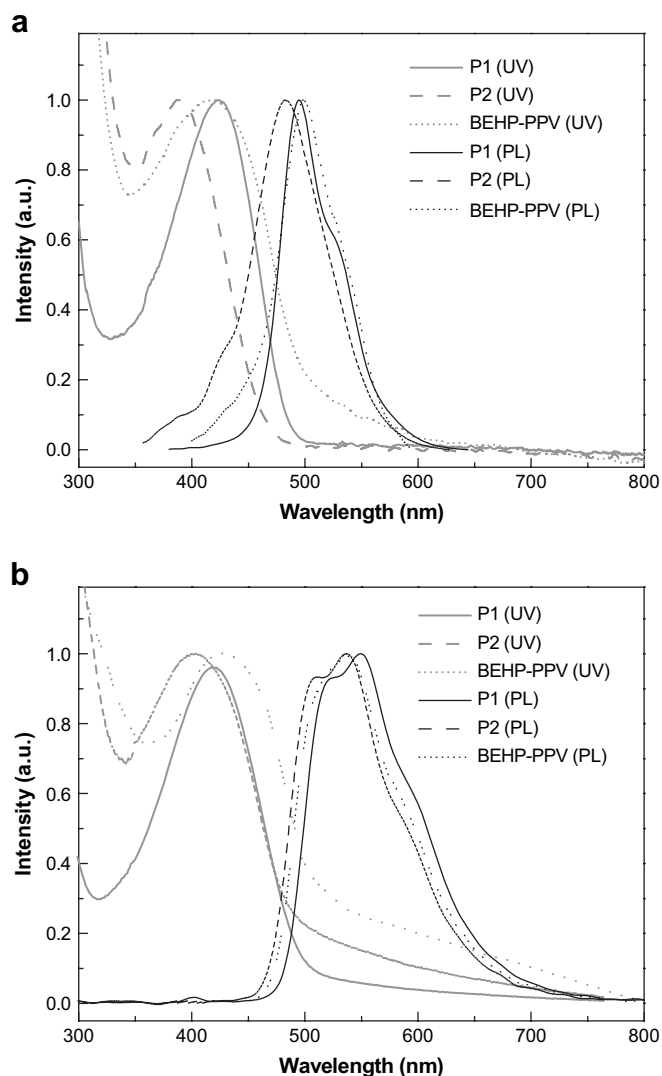 a
P1 (UV)
P2 (UV)
BEHP-PPV (UV)
P1 (PL)
P2 (PL)
BEHP-PPV (PL)
Intensity (a.u.)
1.0
0.8
0.6
0.4
0.2
0.0
300 400 500 600 700 800
Wavelength (nm)
b
P1 (UV)
P2 (UV)
BEHP-PPV (UV)
P1 (PL)
P2 (PL)
BEHP-PPV (PL)
Intensity (a.u.)
1.0
0.8
0.6
0.4
0.2
0.0
300 400 500 600 700 800
Wavelength (nm)